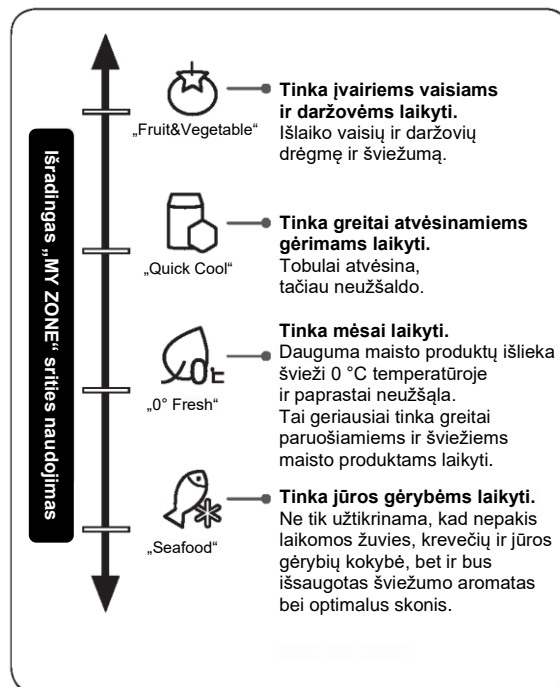 Išradingas „MY ZONE“ srities naudojimas
„Fruit&Vegetable“
Tinka įvairiems vaisiams
ir daržovėms laikyti.
Išlaiko vaisių ir daržovių
drėgmę ir šviežumą.
„Quick Cool“
Tinka greitai atvėsinamiems
gėrimams laikyti.
Tobulai atvėsina,
tačiau neužšaldo.
„0° Fresh“
Tinka mėsai laikyti.
Dauguma maisto produktų išlieka
švieži 0 °C temperatūroje
ir paprastai neužšąla.
Tai geriausiai tinka greitai
paruošiamiems ir šviežiems
maisto produktams laikyti.
„Seafood“
Tinka jūros gėrybėms laikyti.
Ne tik užtikrinama, kad nepakis
laikomos žuvies, krevečių ir jūros
gėrybių kokybė, bet ir bus
išsaugotas šviežumo aromatas
bei optimalus skonis.